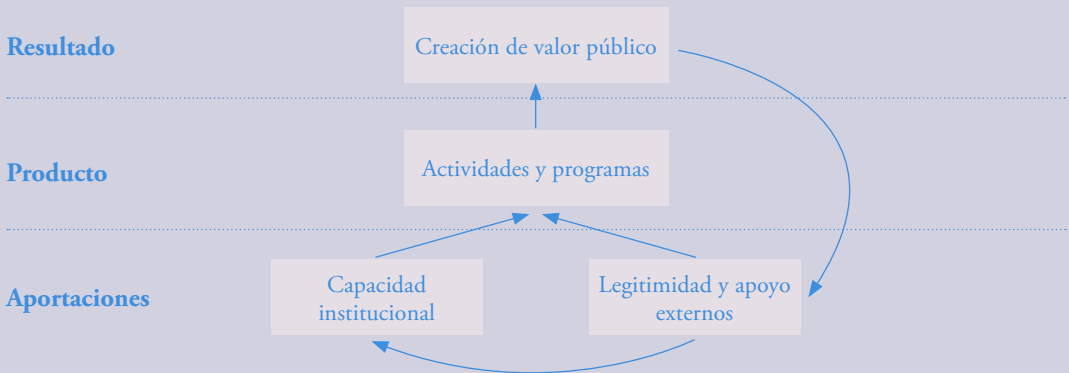 Resultado
Creación de valor público
Producto
Actividades y programas
Aportaciones
Capacidad
institucional
Legitimidad y apoyo
externos